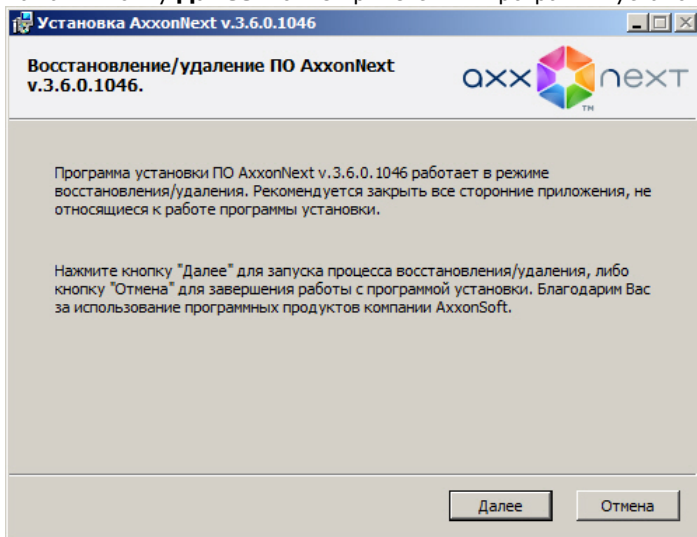 Установка AxxonNext v.3.6.0.1046
Восстановление/удаление ПО AxxonNext
v.3.6.0.1046.
axxnext
TM
Программа установки ПО AxxonNext v.3.6.0.1046 работает в режиме
восстановления/удаления. Рекомендуется закрыть все сторонние приложения, не
относящиеся к работе программы установки.
Нажмите кнопку "Далее" для запуска процесса восстановления/удаления, либо
кнопку "Отмена" для завершения работы с программой установки. Благодарим Вас
за использование программных продуктов компании AxxonSoft.
Далее
Отмена